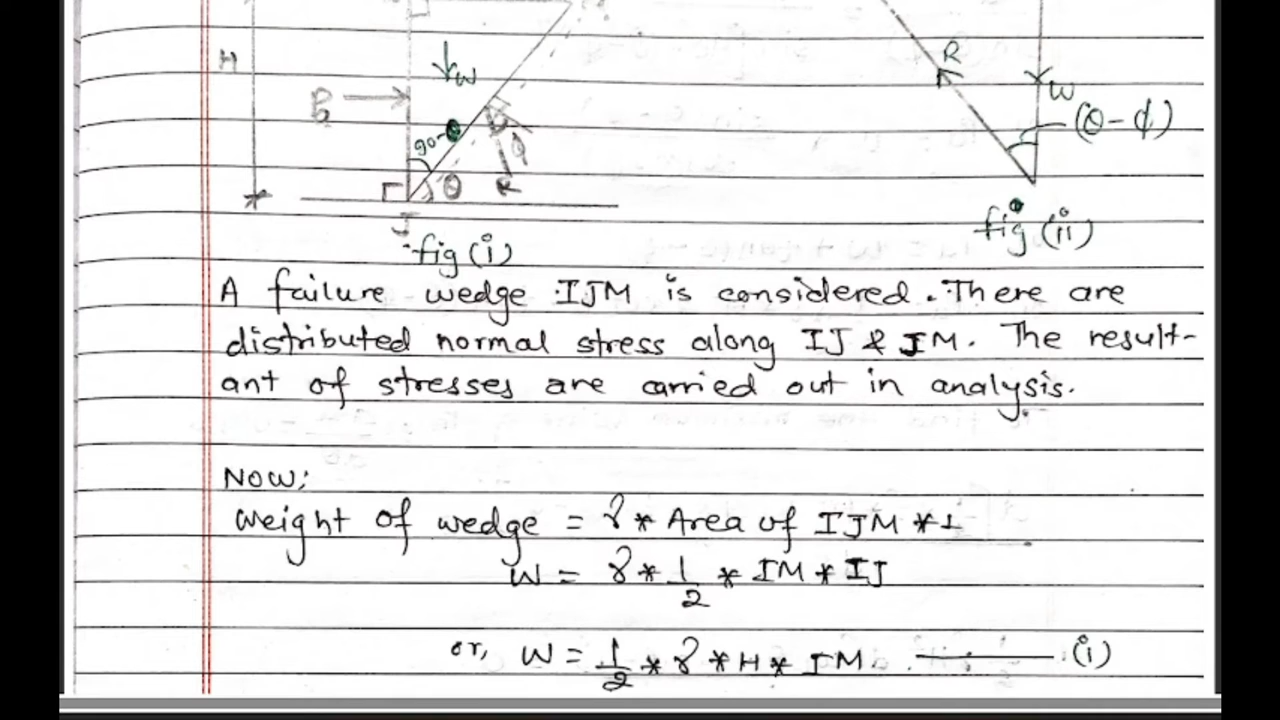 H
↓W
R
W
Pa
(θ-φ)
90-θ
φ
θ
R
J
fig (i)
fig (ii)
A failure wedge IJM is considered. There are
distributed normal stress along IJ & JM. The result-
ant of stresses are carried out in analysis.
Now;
Weight of wedge = γ * Area of IJM * 1
W = γ * 1/2 * IM * IJ
or, W = 1/2 * γ * H * IM. ——— (i)